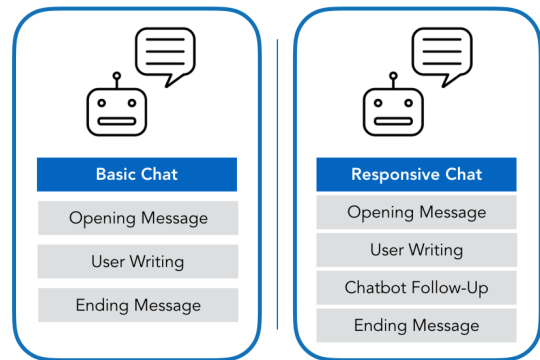 Basic Chat
Opening Message
User Writing
Ending Message
Responsive Chat
Opening Message
User Writing
Chatbot Follow-Up
Ending Message